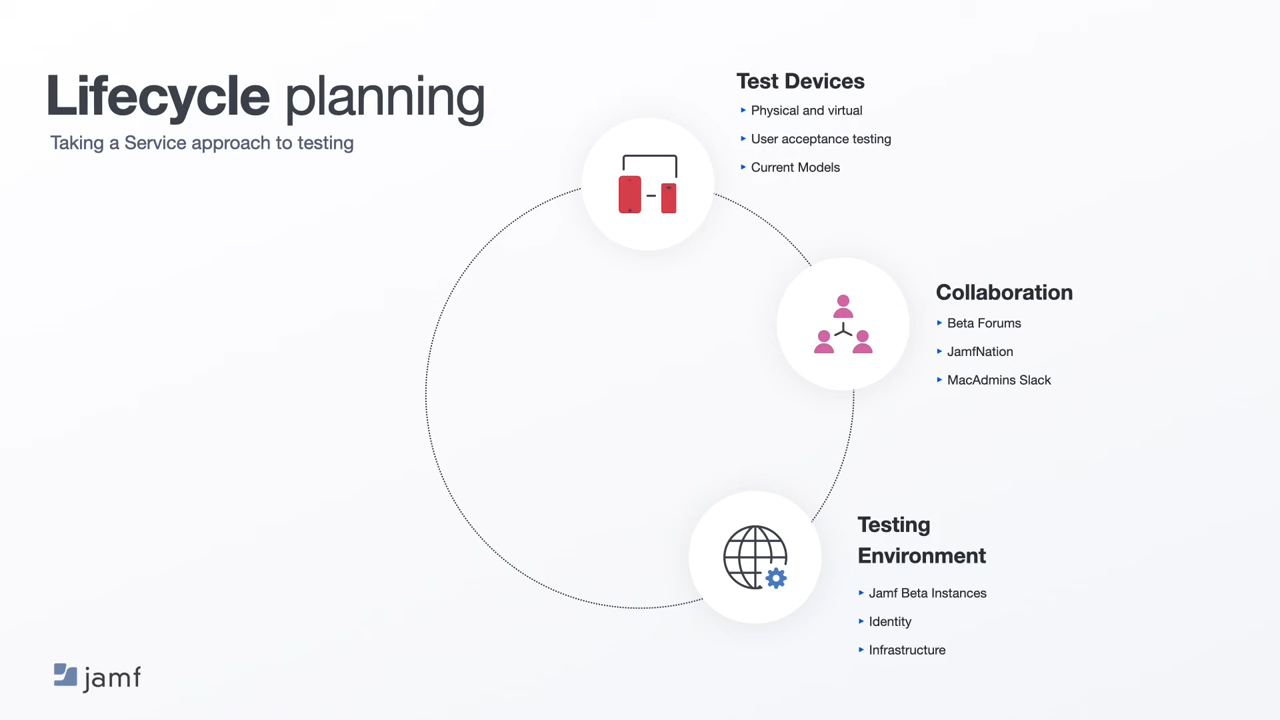 Lifecycle planning
Taking a Service approach to testing
Test Devices
Physical and virtual
User acceptance testing
Current Models
Collaboration
Beta Forums
JamfNation
MacAdmins Slack
Testing
Environment
Jamf Beta Instances
Identity
Infrastructure
jamf